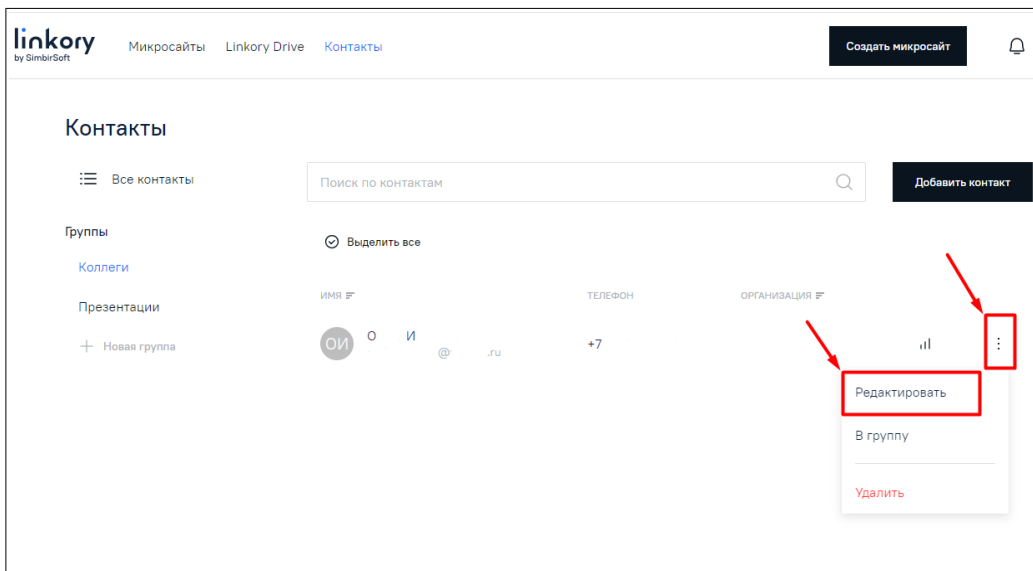 linkory
by SimbirSoft
Микросайты Linkory Drive Контакты
Создать микросайт
Контакты
Все контакты
Поиск по контактам
Добавить контакт
Группы
Выделить все
Коллеги
Презентации
Новая группа
ИМЯ ТЕЛЕФОН ОРГАНИЗАЦИЯ
ОИ О И
@ .ru
+7
Редактировать
В группу
Удалить